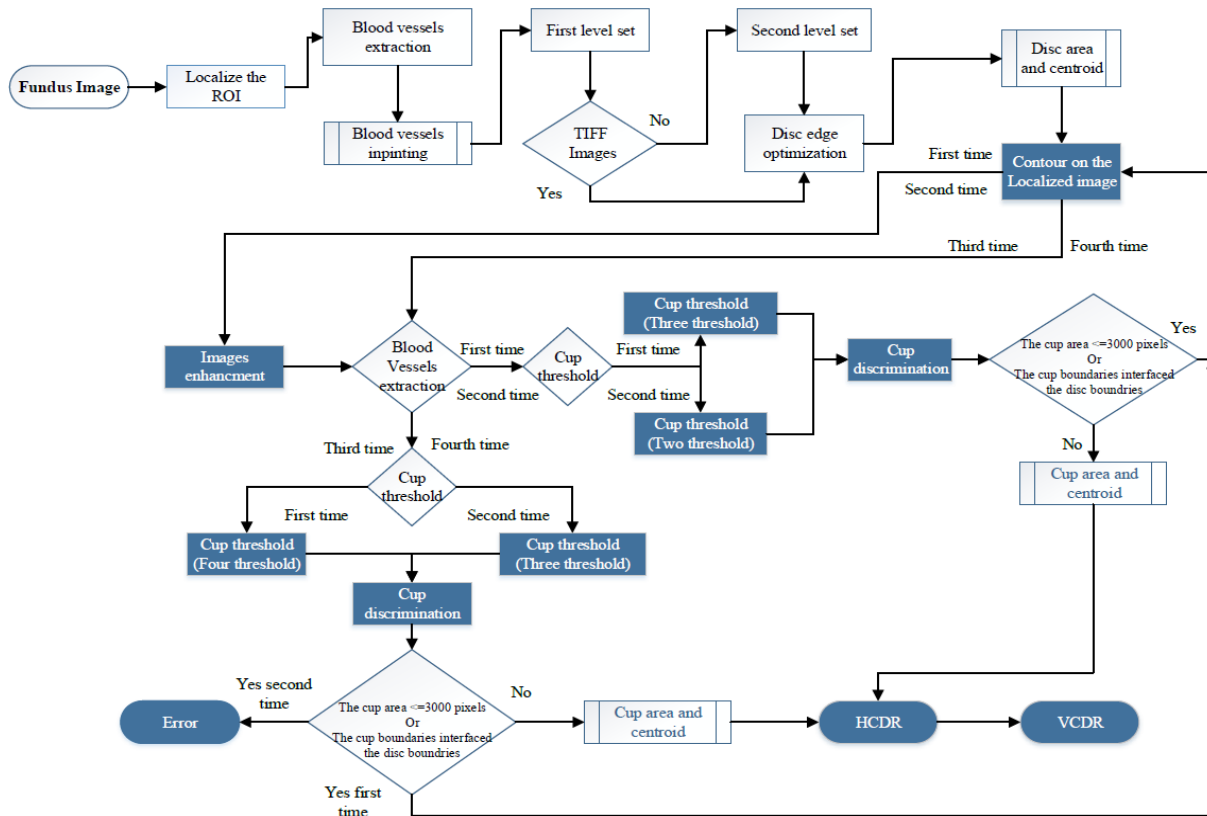 Fundus Image
Localize the
ROI
Blood vessels
extraction
Blood vessels
inpinting
First level set
TIFF
Images
No
Yes
Second level set
Disc edge
optimization
Disc area
and centroid
First time
Second time
Contour on the
Localized image
Third time
Fourth time
Images
enhancment
Blood
Vessels
extraction
First time
Second time
Cup
threshold
First time
Second time
Cup threshold
(Three threshold)
Cup threshold
(Two threshold)
Cup
discrimination
The cup area <=3000 pixels
Or
The cup boundaries interfaced
the disc boundries
Yes
No
Cup area and
centroid
Third time
Fourth time
Cup
threshold
First time
Second time
Cup threshold
(Four threshold)
Cup threshold
(Three threshold)
Cup
discrimination
Yes second
time
Error
The cup area <=3000 pixels
Or
The cup boundaries interfaced
the disc boundries
No
Cup area and
centroid
HCDR
VCDR
Yes first
time